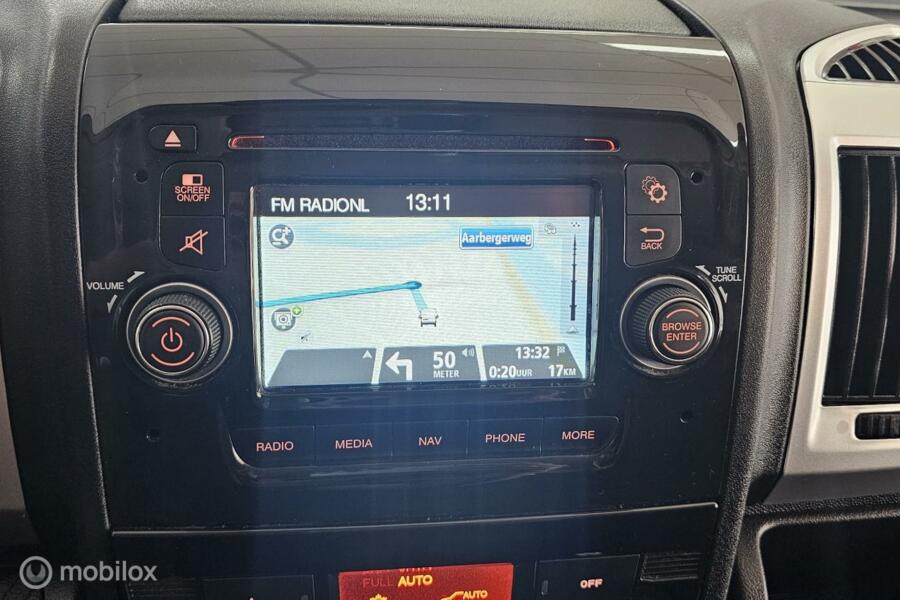 SCREEN
ON/OFF
FM RADIONL 13:11
Aarbergerweg
BACK
VOLUME
TUNE
SCROLL
BROWSE
ENTER
50
METER
13:32
0:20UUR 17KM
RADIO MEDIA NAV PHONE MORE
FULL AUTO
OFF
AUTO
mobilox